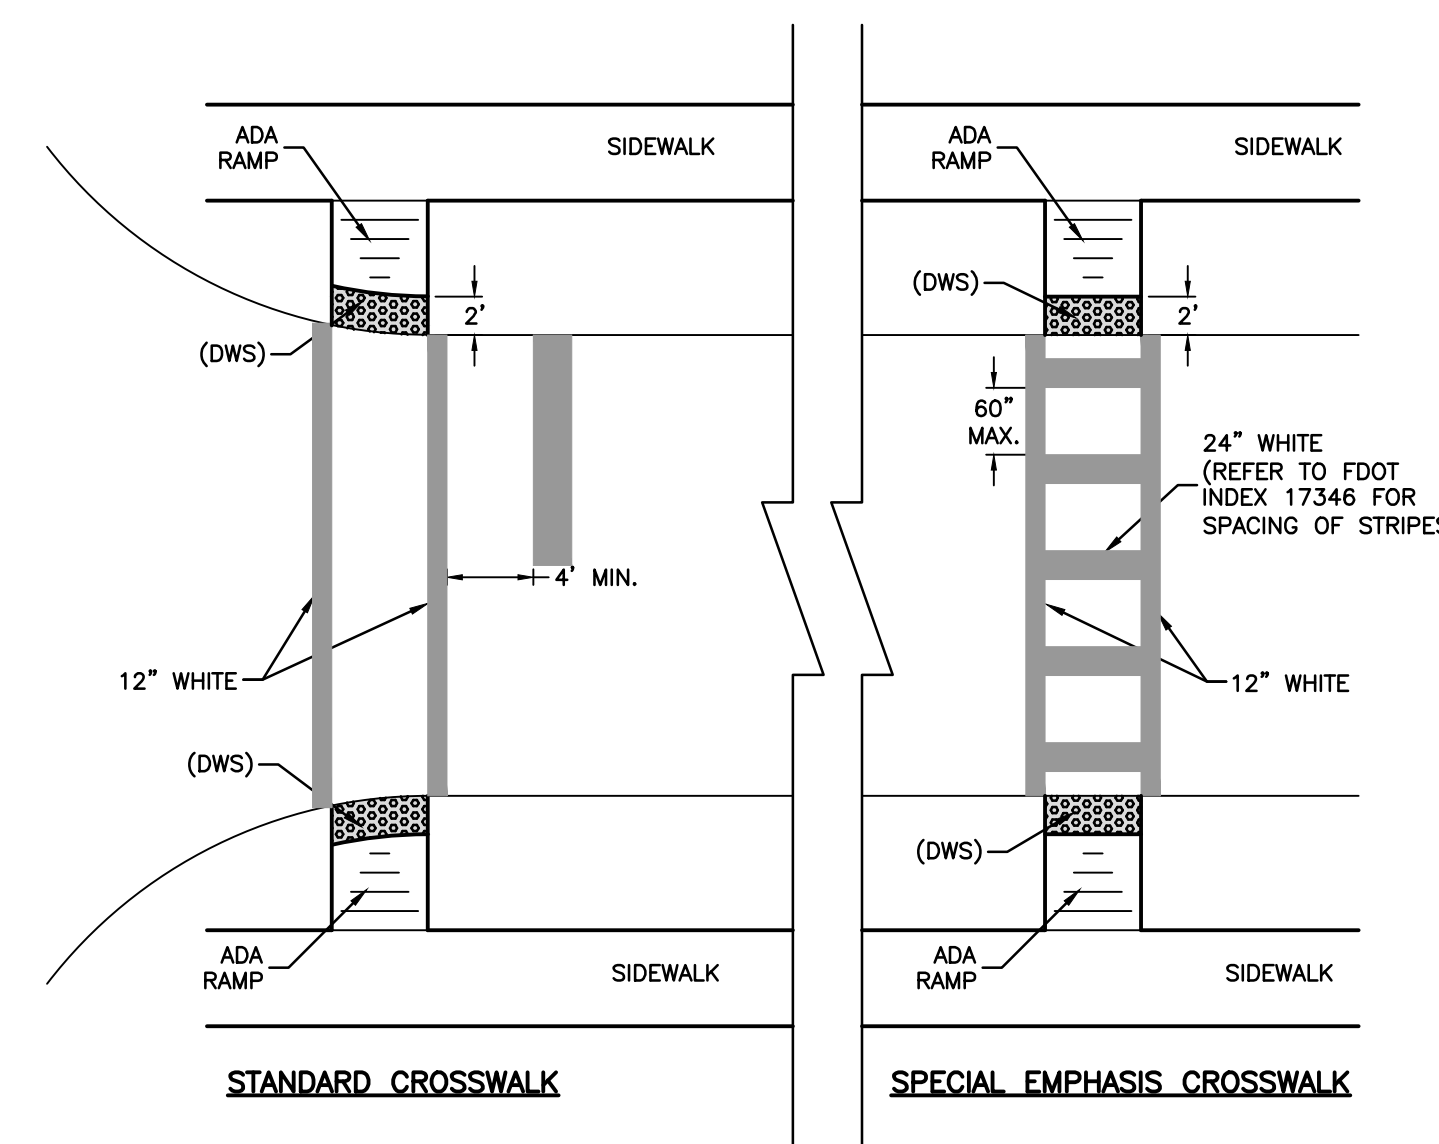 ADA
RAMP
SIDEWALK
(DWS)
2'
4' MIN.
12" WHITE
(DWS)
ADA
RAMP
SIDEWALK
STANDARD CROSSWALK
ADA
RAMP
SIDEWALK
(DWS)
2'
60"
MAX.
24" WHITE
(REFER TO FDOT
INDEX 17346 FOR
SPACING OF STRIPES
12" WHITE
(DWS)
ADA
RAMP
SIDEWALK
SPECIAL EMPHASIS CROSSWALK